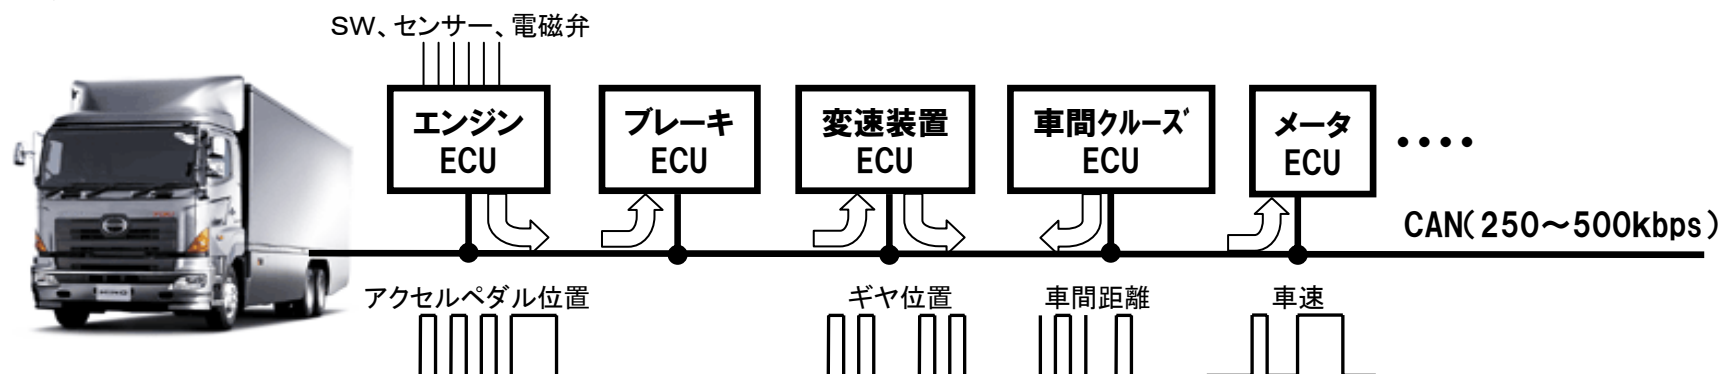 SW、センサー、電磁弁
エンジン
ECU
ブレーキ
ECU
変速装置
ECU
車間クルーズ
ECU
メータ
ECU
・・・・
CAN(250～500kbps)
アクセルペダル位置
ギヤ位置
車間距離
車速
HINO